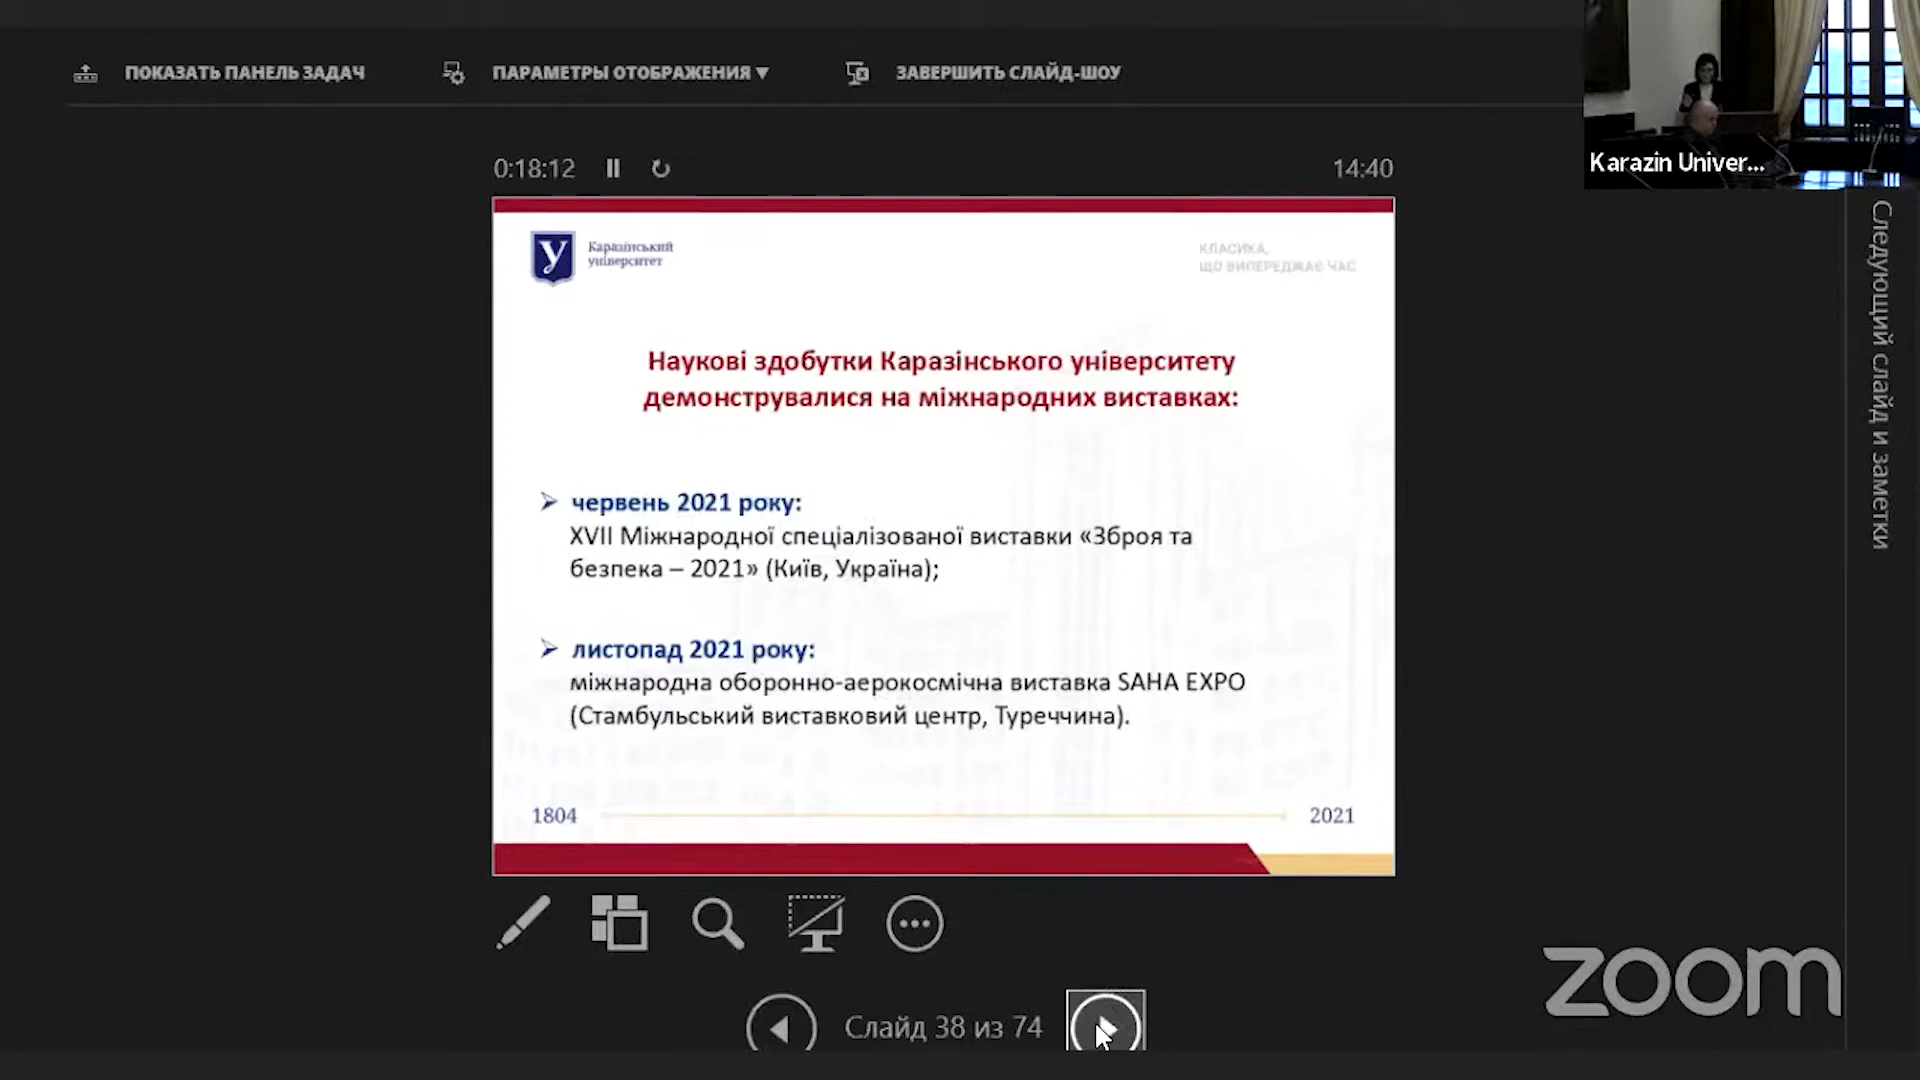 ПОКАЗАТЬ ПАНЕЛЬ ЗАДАЧ
ПАРАМЕТРЫ ОТОБРАЖЕНИЯ ▼
ЗАВЕРШИТЬ СЛАЙД-ШОУ
Karazin Univer...
0:18:12
14:40
Каразінський
університет
КЛАСИКА,
ЩО ВИПЕРЕДЖАЄ ЧАС
Наукові здобутки Каразінського університету
демонструвалися на міжнародних виставках:
➢ червень 2021 року:
XVII Міжнародної спеціалізованої виставки «Зброя та
безпека – 2021» (Київ, Україна);
➢ листопад 2021 року:
міжнародна оборонно-аерокосмічна виставка SAHA EXPO
(Стамбульський виставковий центр, Туреччина).
1804
2021
Слайд 38 из 74
Следующий слайд и заметки
zoom